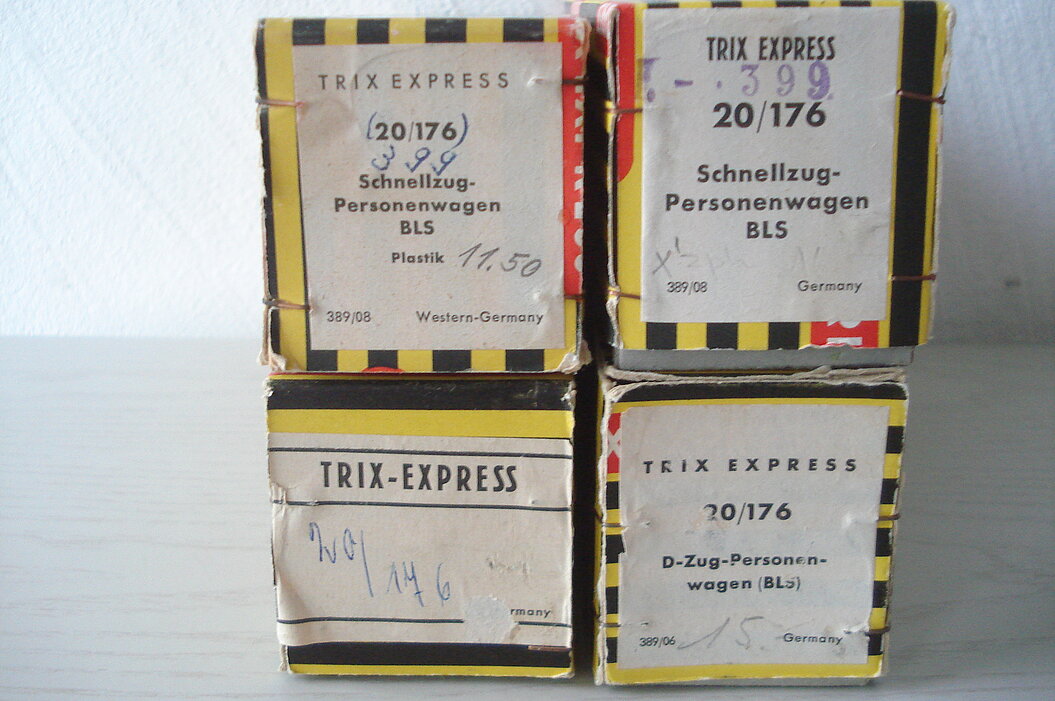 TRIX EXPRESS
(20/176)
399
Schnellzug-
Personenwagen
BLS
Plastik 11.50
389/08 Western-Germany
TRIX EXPRESS
399
20/176
Schnellzug-
Personenwagen
BLS
389/08 Germany
TRIX-EXPRESS
20/
176
rmany
TRIX EXPRESS
20/176
D-Zug-Personen-
wagen (BLS)
389/06 15. Germany